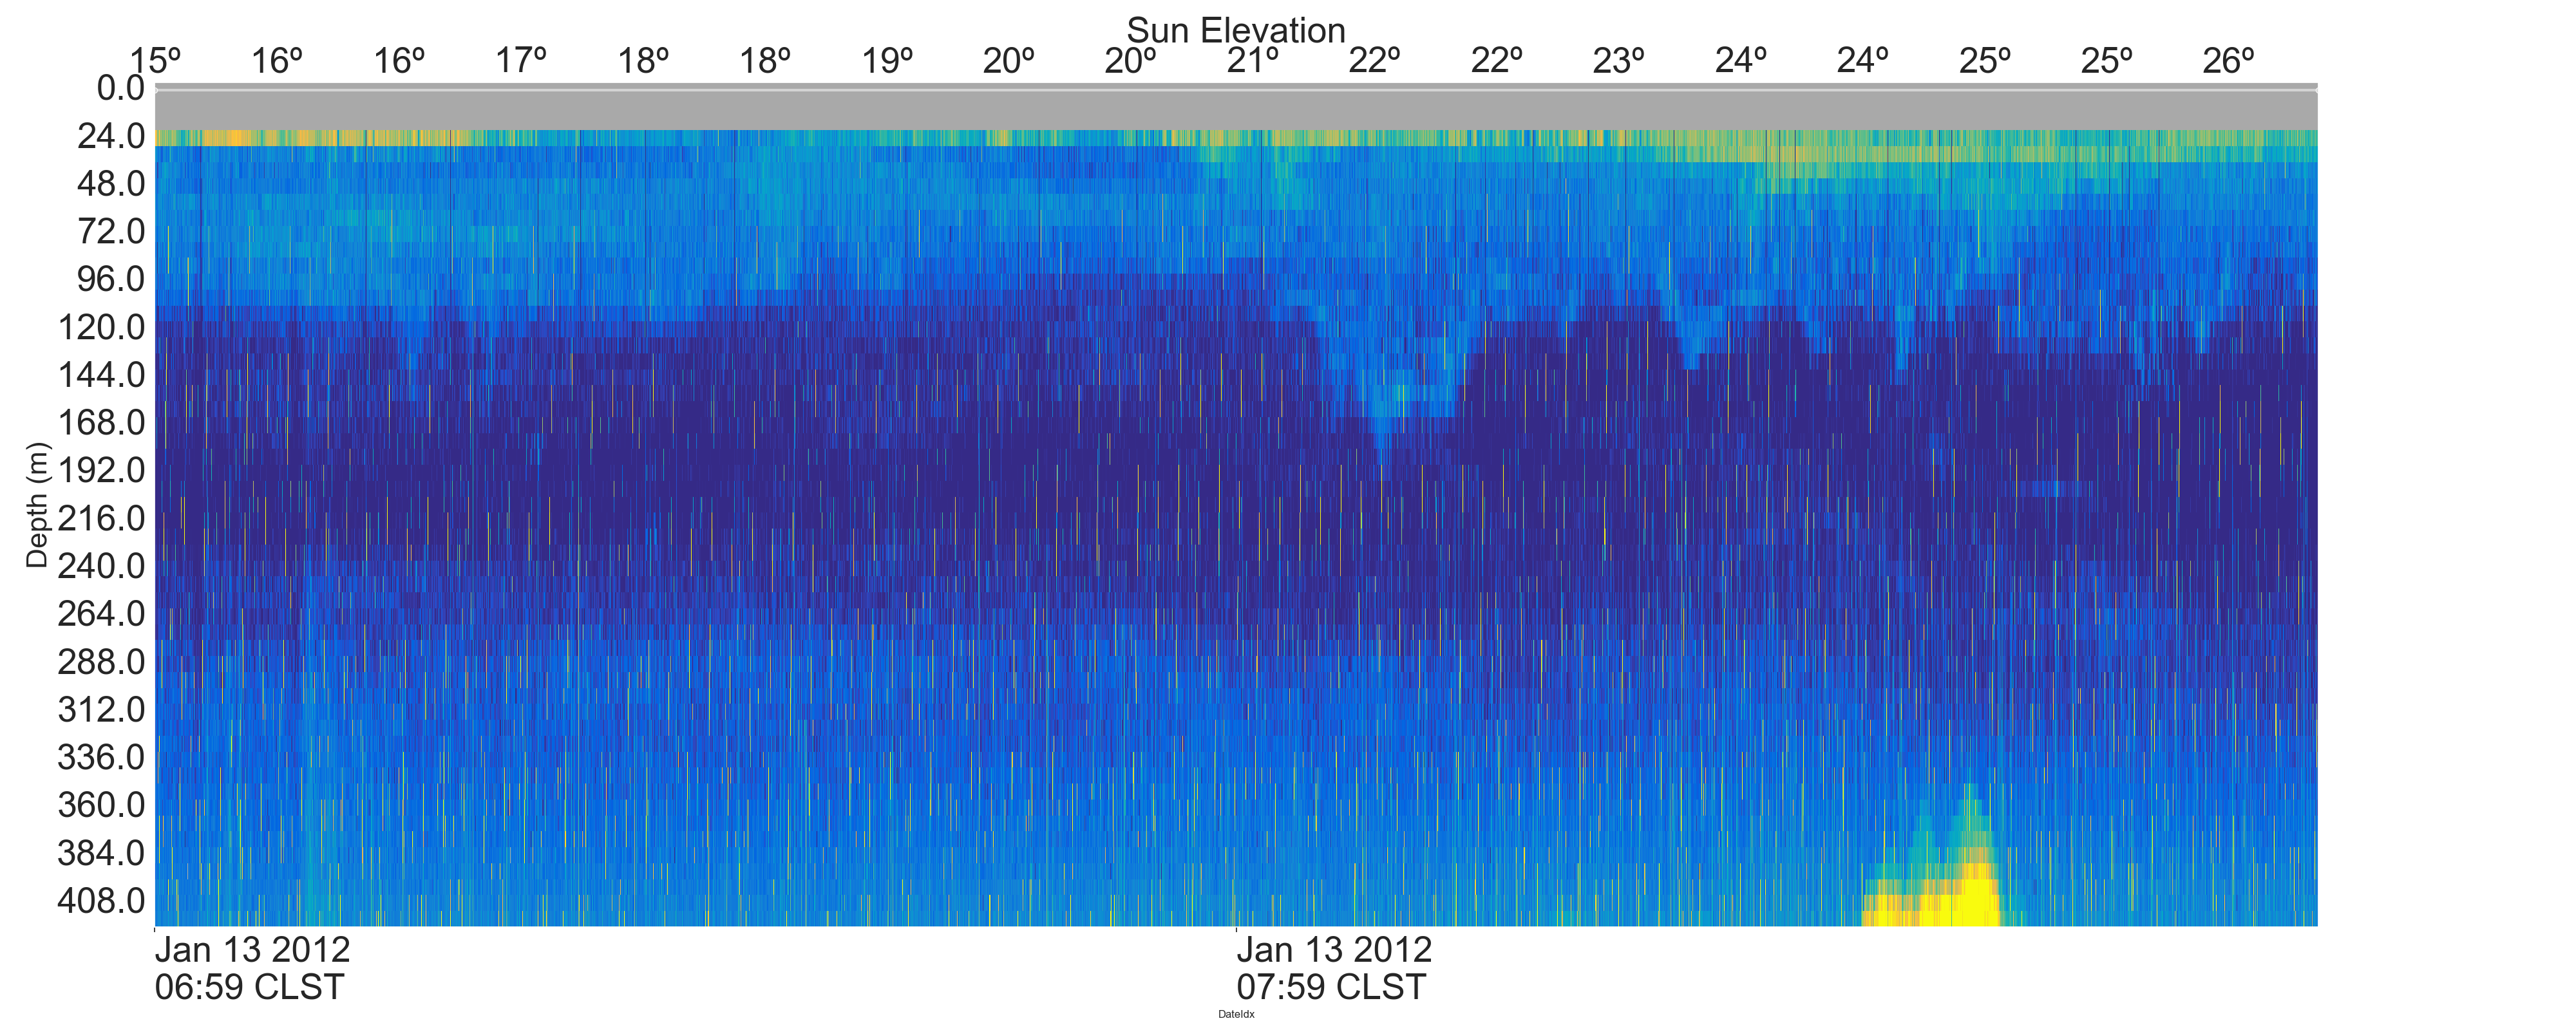 Sun Elevation
15º 16º 16º 17º 18º 18º 19º 20º 20º 21º 22º 22º 23º 24º 24º 25º 25º 26º
0.0
24.0
48.0
72.0
96.0
120.0
144.0
168.0
192.0
216.0
240.0
264.0
288.0
312.0
336.0
360.0
384.0
408.0
Depth (m)
Jan 13 2012
06:59 CLST
Jan 13 2012
07:59 CLST
DateIdx